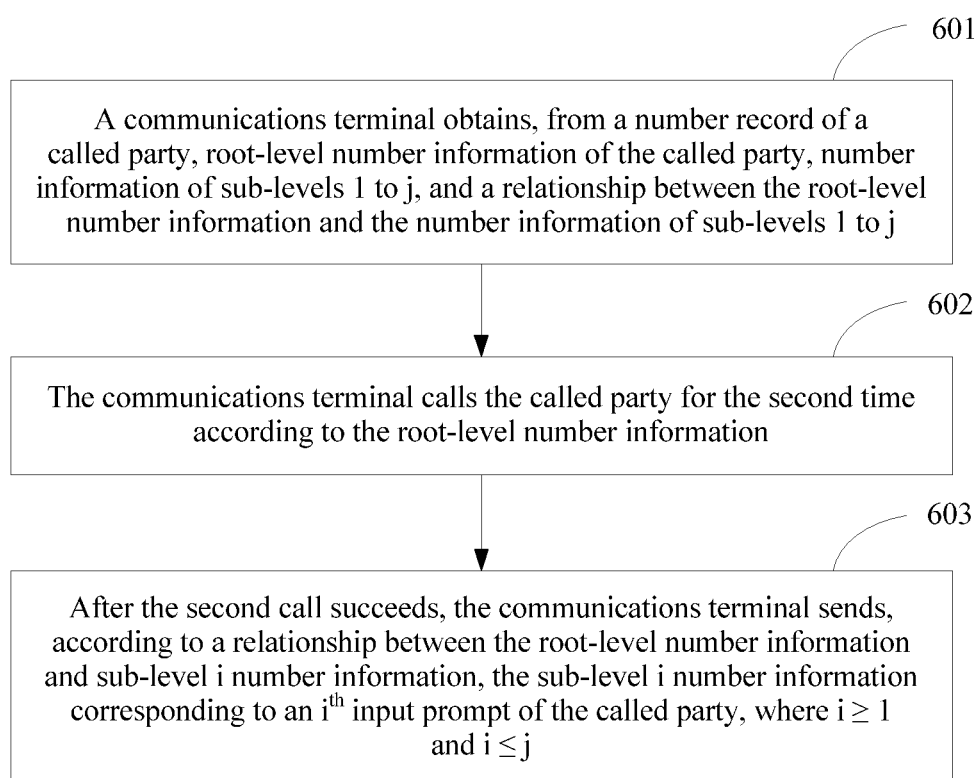 601
A communications terminal obtains, from a number record of a
called party, root-level number information of the called party, number
information of sub-levels 1 to j, and a relationship between the root-level
number information and the number information of sub-levels 1 to j
602
The communications terminal calls the called party for the second time
according to the root-level number information
603
After the second call succeeds, the communications terminal sends,
according to a relationship between the root-level number information
and sub-level i number information, the sub-level i number information
corresponding to an iᵗʰ input prompt of the called party, where i ≥ 1
and i ≤ j